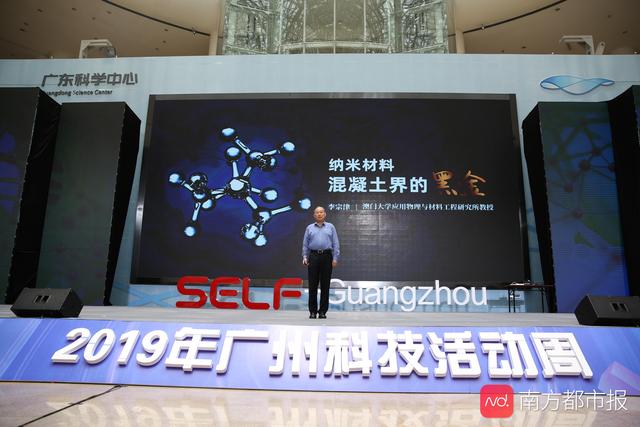 广东科学中心
Guangdong Science Center
纳米材料
混凝土界的黑金
李宗津 | 澳门大学应用物理与材料工程研究所教授
SELF Guangzhou
2019年广州科技活动周
Nd. 南方都市报